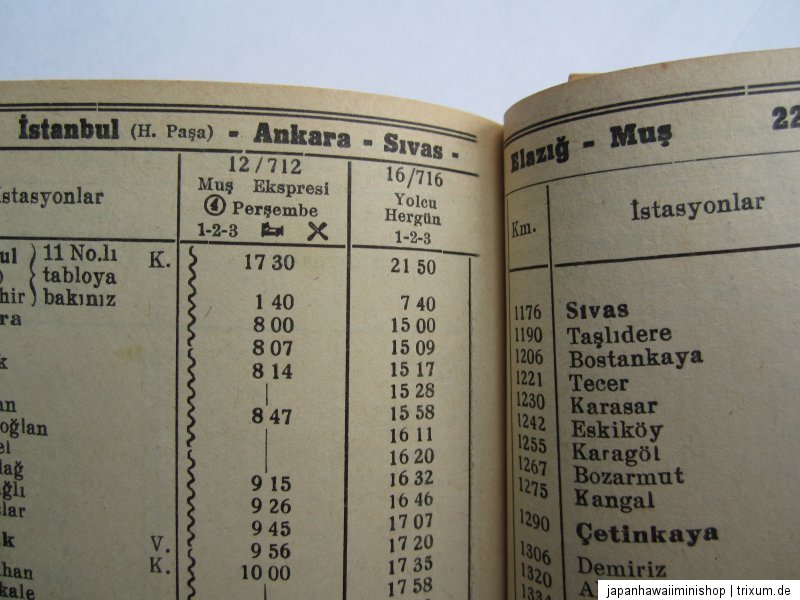 İstanbul (H. Paşa) - Ankara - Sıvas -
İstasyonlar
12/712
Muş Ekspresi
④ Perşembe
1-2-3
16/716
Yolcu
Hergün
1-2-3
11 No.lı K. 17 30 21 50
tabloya
bakınız 1 40 7 40
8 00 15 00
8 07 15 09
8 14 15 17
| 15 28
8 47 15 58
| 16 11
| 16 20
9 15 16 32
9 26 16 46
9 45 17 07
V. 9 56 17 20
K. 10 00 17 35
17 58
Elazığ - Muş 22
Km. İstasyonlar
1176 Sıvas
1190 Taşlıdere
1206 Bostankaya
1221 Tecer
1230 Karasar
1242 Eskiköy
1255 Karagöl
1267 Bozarmut
1275 Kangal
1290 Çetinkaya
1306 Demiriz
1320
1334
japanhawaiiminishop | trixum.de